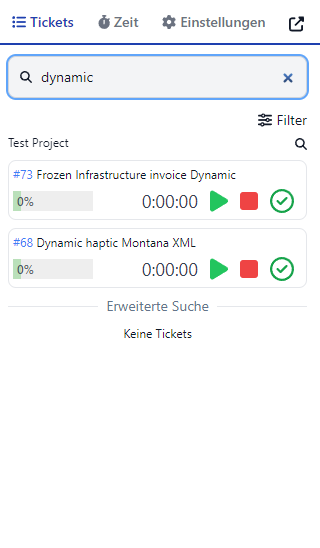 Tickets Zeit Einstellungen
dynamic
Filter
Test Project
#73 Frozen Infrastructure invoice Dynamic
0% 0:00:00
#68 Dynamic haptic Montana XML
0% 0:00:00
Erweiterte Suche
Keine Tickets